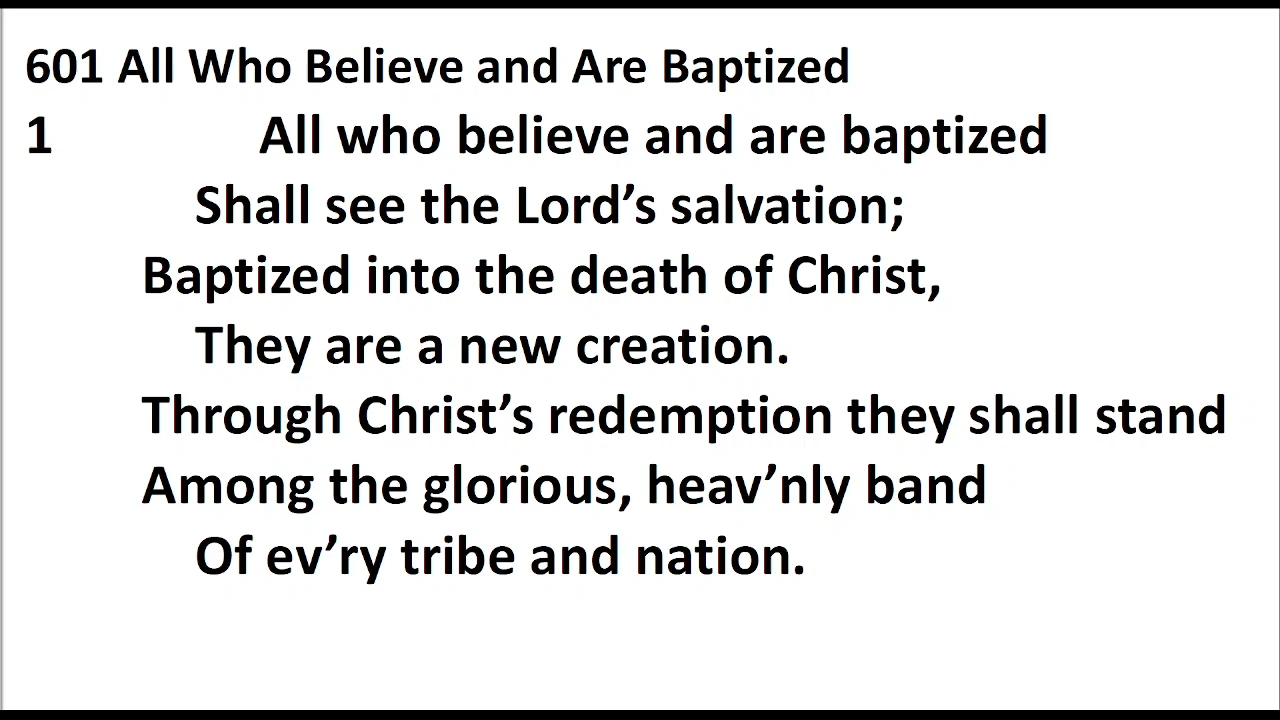 601 All Who Believe and Are Baptized
1 All who believe and are baptized
Shall see the Lord’s salvation;
Baptized into the death of Christ,
They are a new creation.
Through Christ’s redemption they shall stand
Among the glorious, heav’nly band
Of ev’ry tribe and nation.